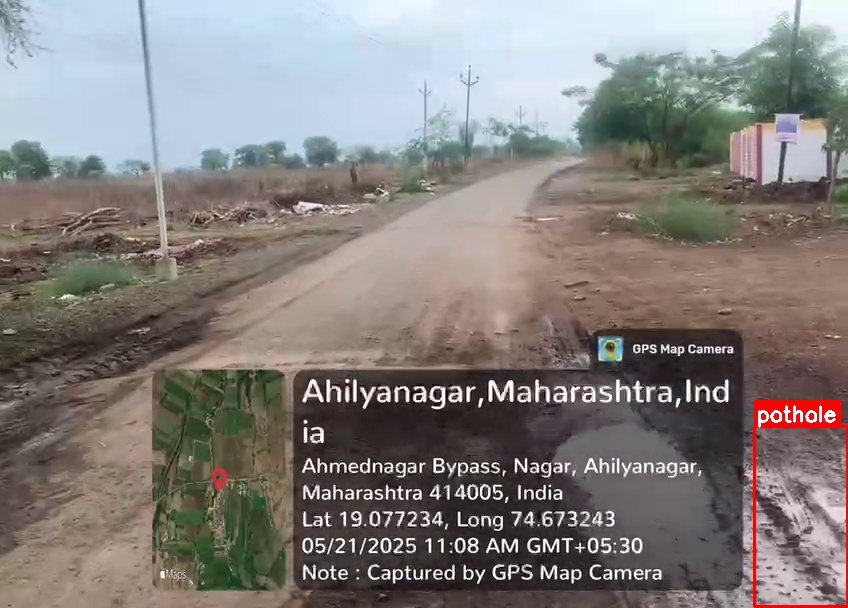 GPS Map Camera
Ahilyanagar,Maharashtra,Ind
ia
Ahmednagar Bypass, Nagar, Ahilyanagar,
Maharashtra 414005, India
Lat 19.077234, Long 74.673243
05/21/2025 11:08 AM GMT+05:30
Note : Captured by GPS Map Camera
Maps
pothole